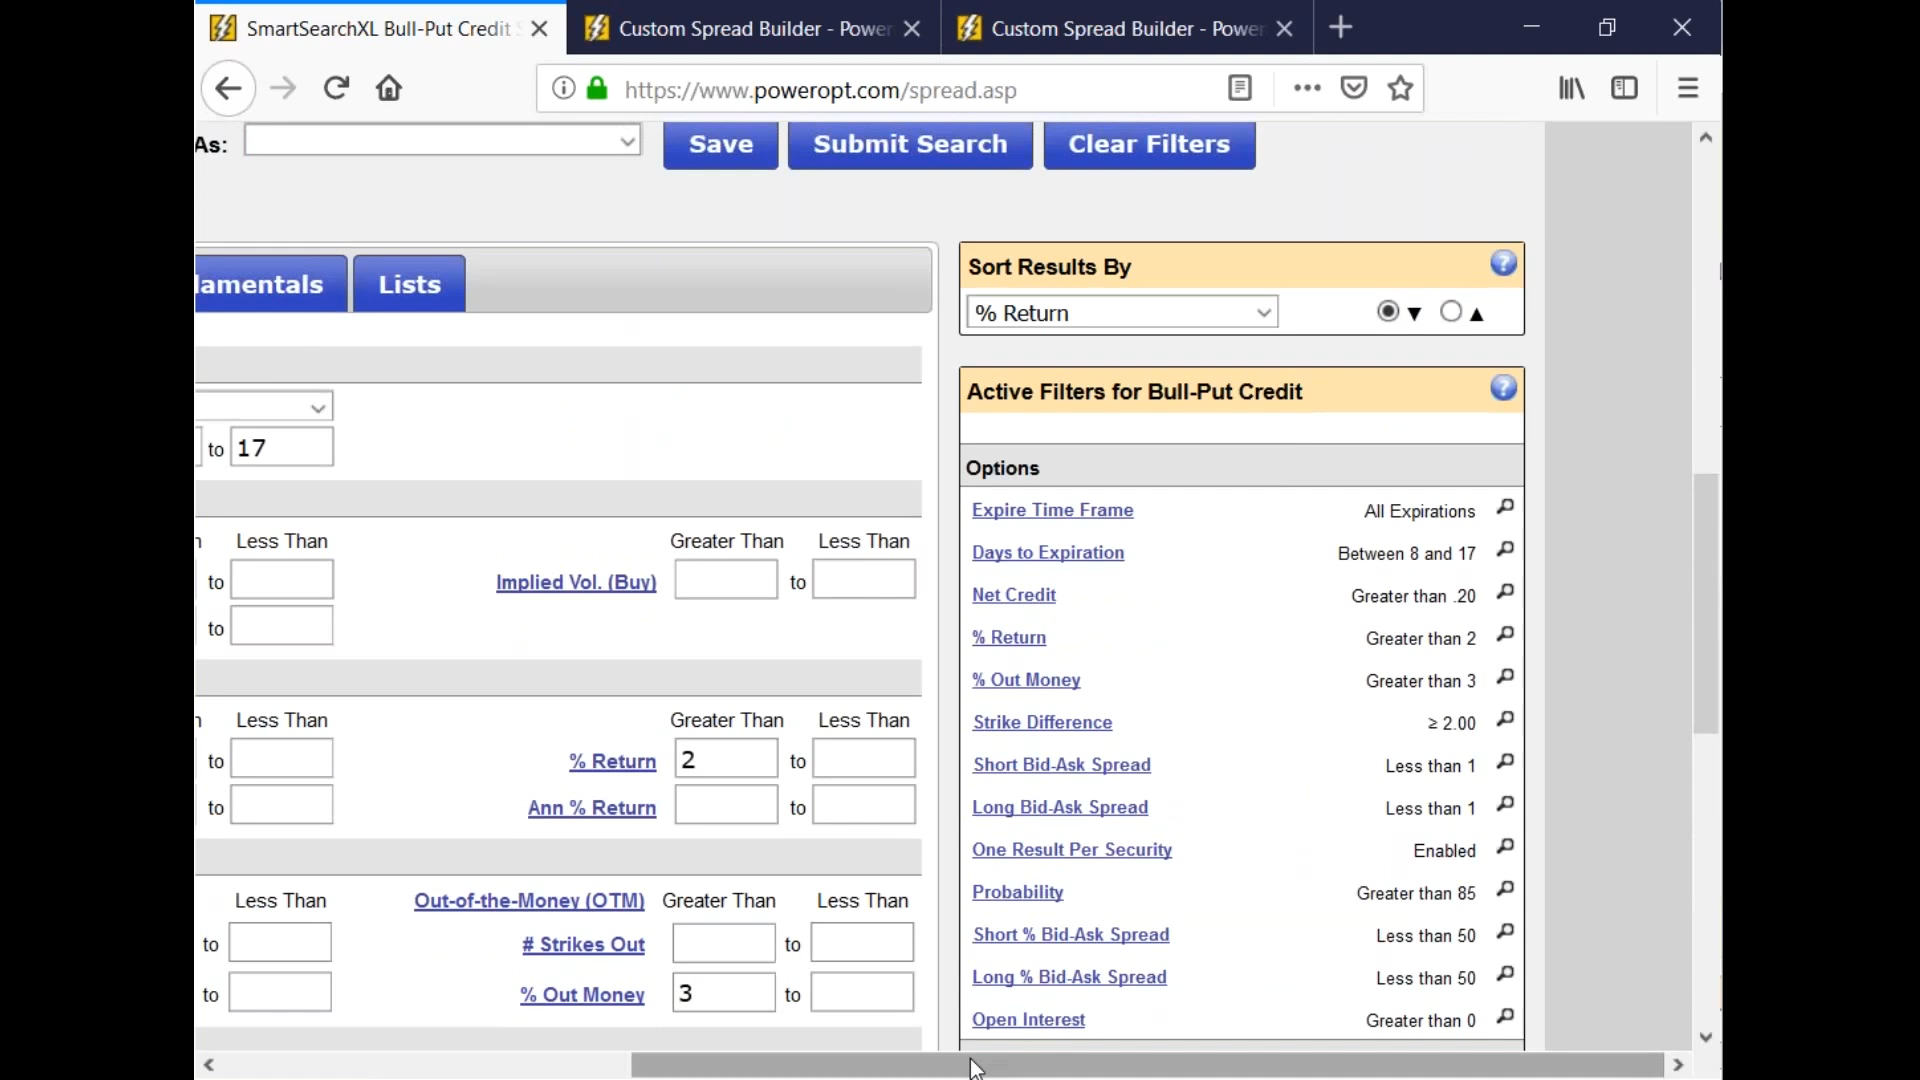 SmartSearchXL Bull-Put Credit S
Custom Spread Builder - Power
Custom Spread Builder - Power
https://www.poweropt.com/spread.asp
As:
Save
Submit Search
Clear Filters
lamentals
Lists
Sort Results By
% Return
Active Filters for Bull-Put Credit
to 17
Options
Expire Time Frame All Expirations
Days to Expiration Between 8 and 17
Net Credit Greater than .20
% Return Greater than 2
% Out Money Greater than 3
Strike Difference ≥ 2.00
Short Bid-Ask Spread Less than 1
Long Bid-Ask Spread Less than 1
One Result Per Security Enabled
Probability Greater than 85
Short % Bid-Ask Spread Less than 50
Long % Bid-Ask Spread Less than 50
Open Interest Greater than 0
n Less Than Greater Than Less Than
to Implied Vol. (Buy) to
to
n Less Than Greater Than Less Than
to % Return 2 to
to Ann % Return to
Less Than Out-of-the-Money (OTM) Greater Than Less Than
to # Strikes Out to
to % Out Money 3 to